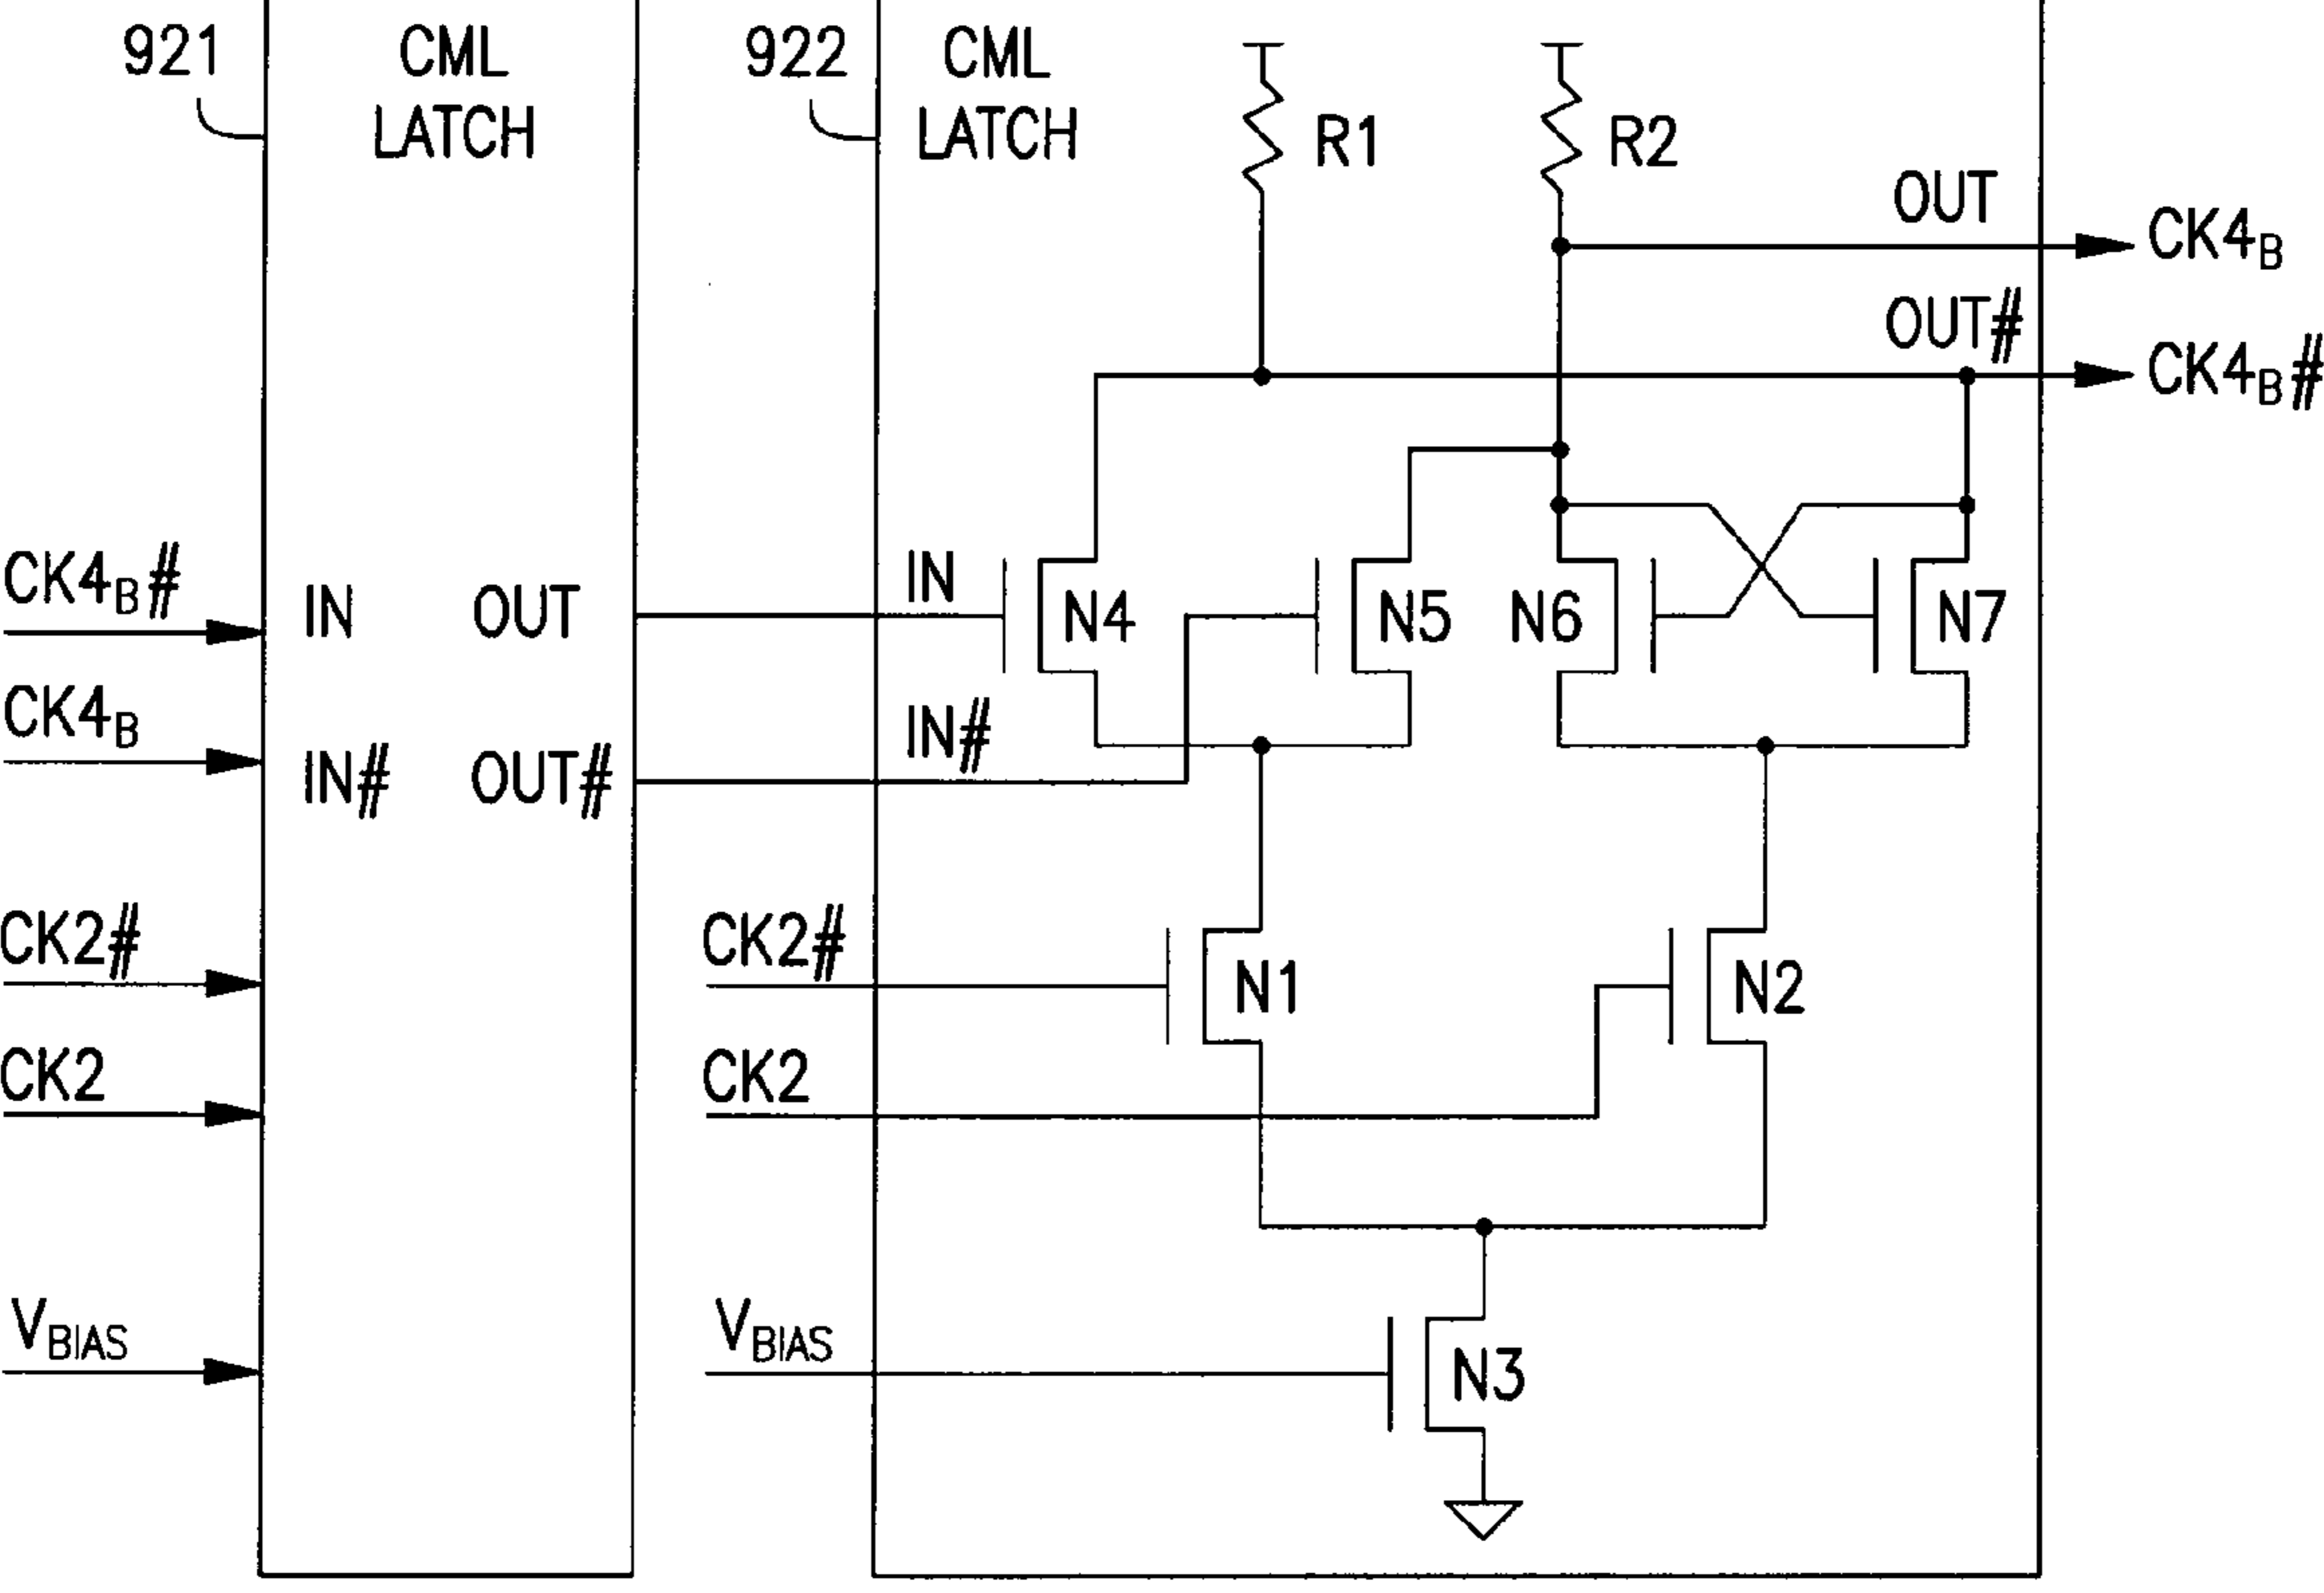 921
CML
LATCH
922
CML
LATCH
R1
R2
OUT
CK4B
OUT#
CK4B#
CK4B#
IN
OUT
IN
N4
N5
N6
N7
CK4B
IN#
OUT#
IN#
CK2#
CK2#
N1
N2
CK2
CK2
VBIAS
VBIAS
N3